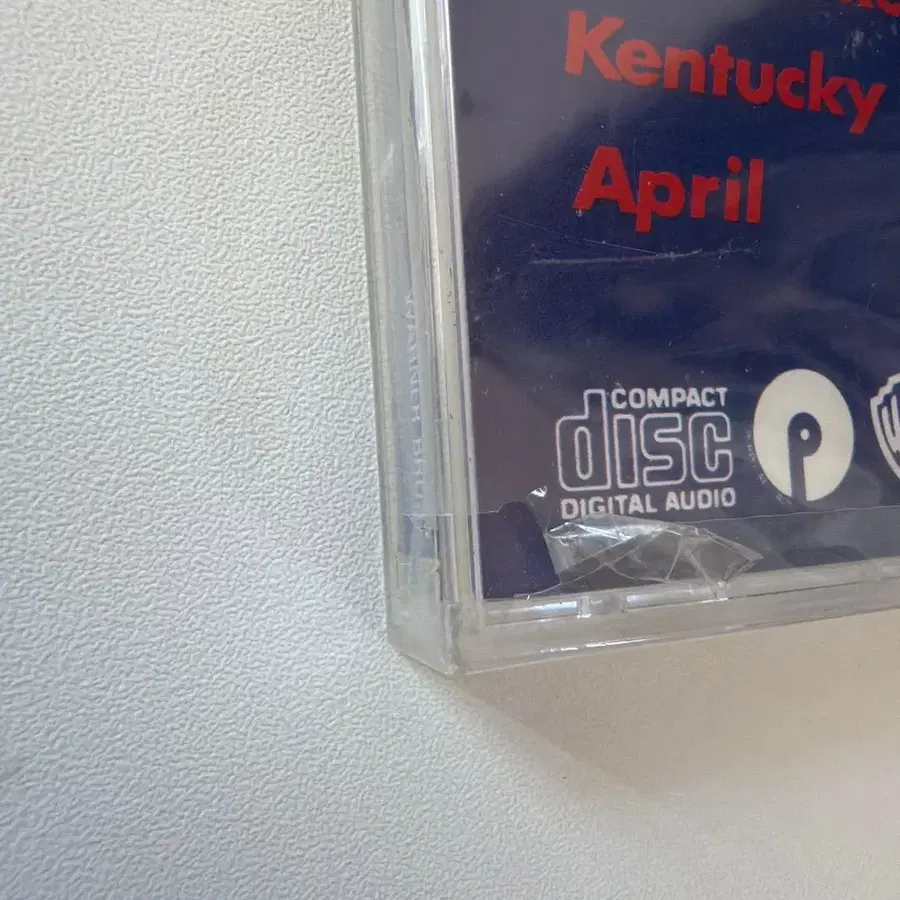 Kentucky
April
COMPACT
disc
DIGITAL AUDIO
p